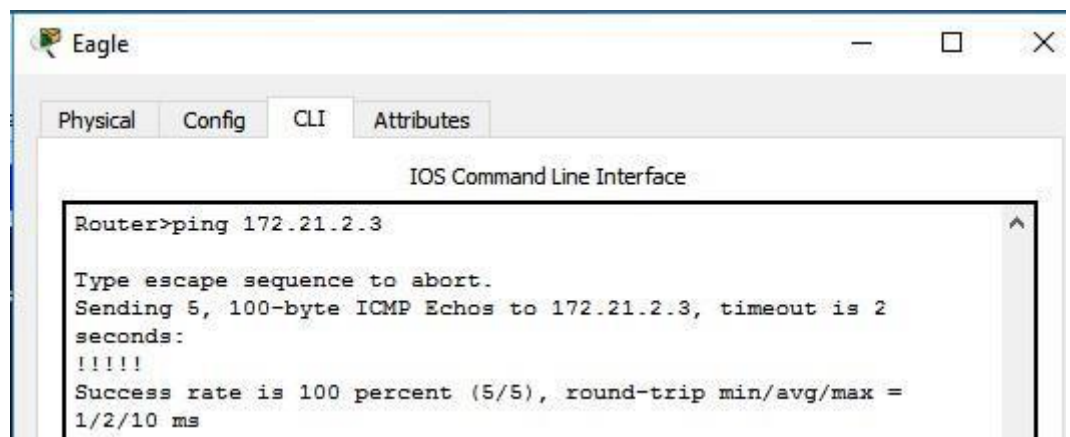 Eagle
Physical Config CLI Attributes
IOS Command Line Interface
Router>ping 172.21.2.3
Type escape sequence to abort.
Sending 5, 100-byte ICMP Echos to 172.21.2.3, timeout is 2
seconds:
!!!!!
Success rate is 100 percent (5/5), round-trip min/avg/max =
1/2/10 ms